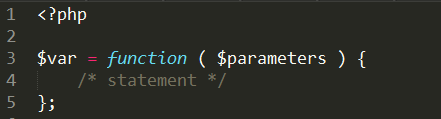 1 <?php
2
3 $var = function ( $parameters ) {
4     /* statement */
5 };